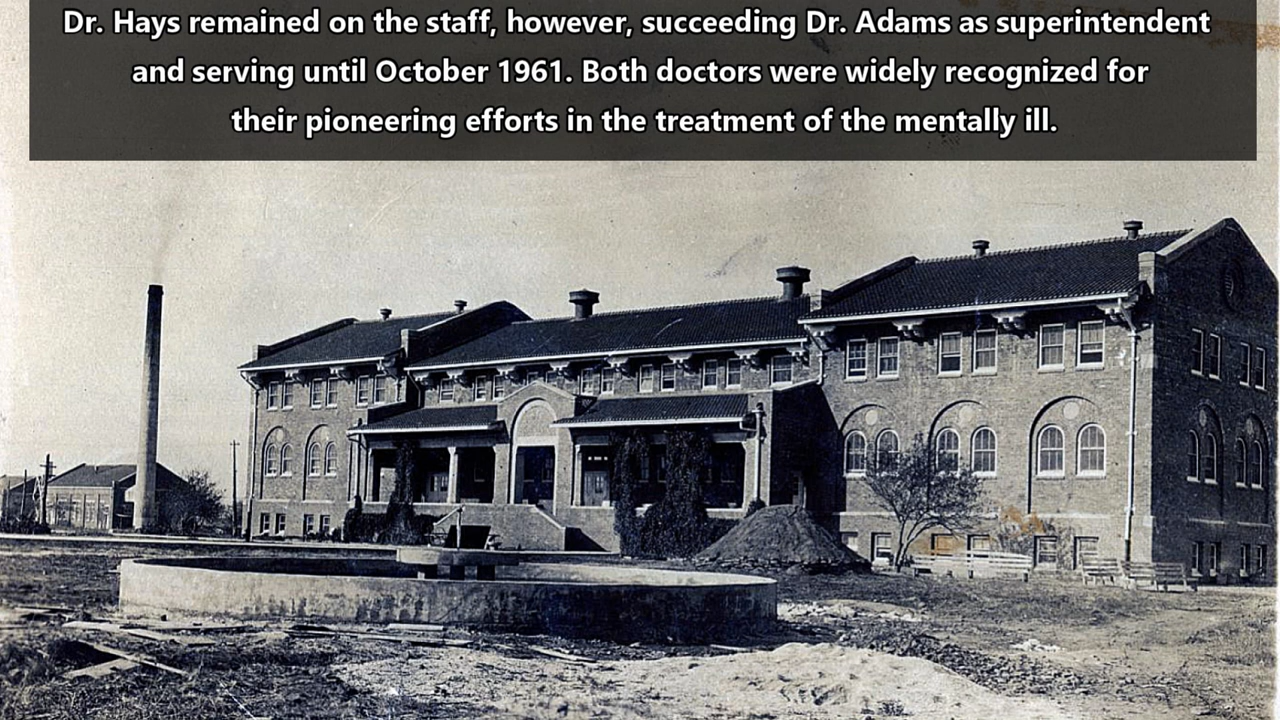 Dr. Hays remained on the staff, however, succeeding Dr. Adams as superintendent
and serving until October 1961. Both doctors were widely recognized for
their pioneering efforts in the treatment of the mentally ill.